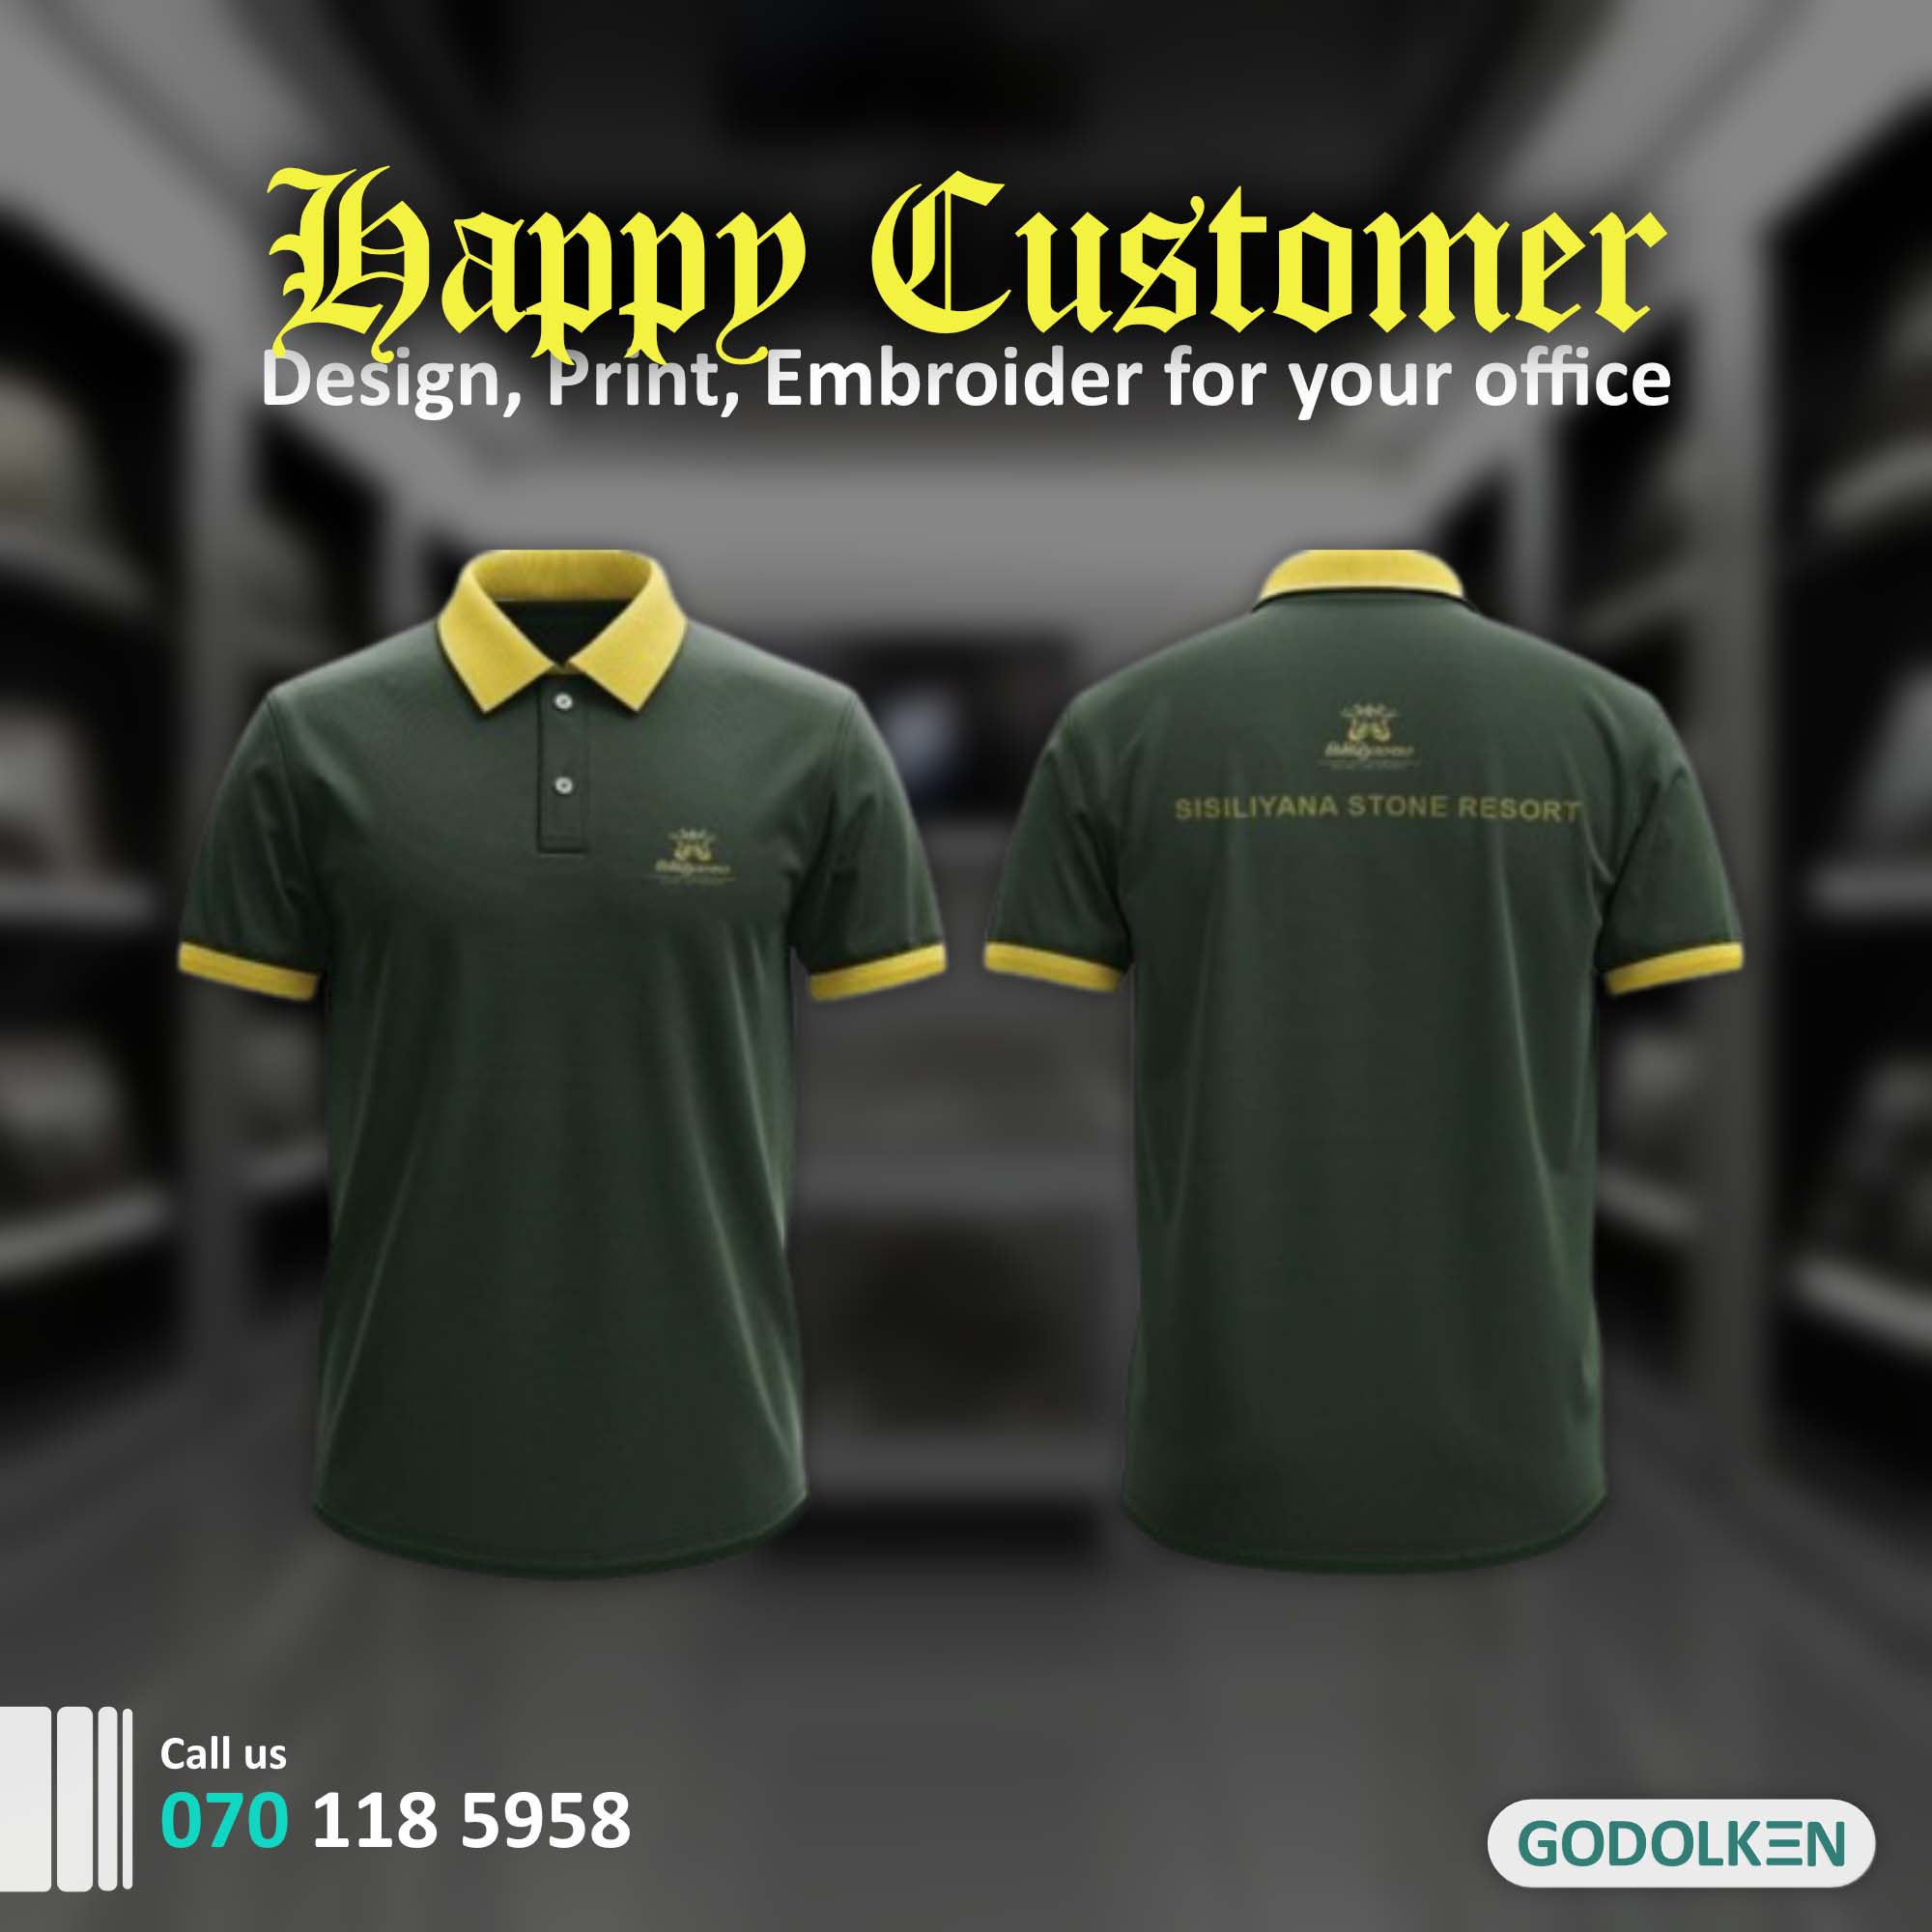 Happy Customer
Design, Print, Embroider for your office
SISILIYANA STONE RESORT
Call us
070 118 5958
GODOLKEN